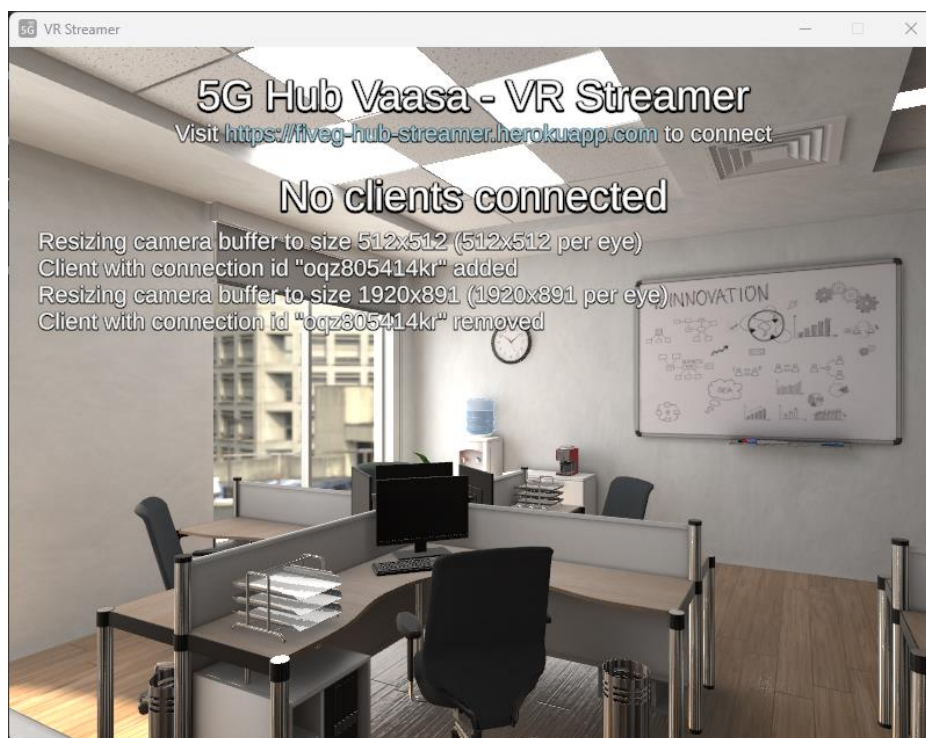 5G VR Streamer
5G Hub Vaasa - VR Streamer
Visit https://fiveg-hub-streamer.herokuapp.com to connect
No clients connected
Resizing camera buffer to size 512x512 (512x512 per eye)
Client with connection id "oqz805414kr" added
Resizing camera buffer to size 1920x891 (1920x891 per eye)
Client with connection id "oqz805414kr" removed
INNOVATION